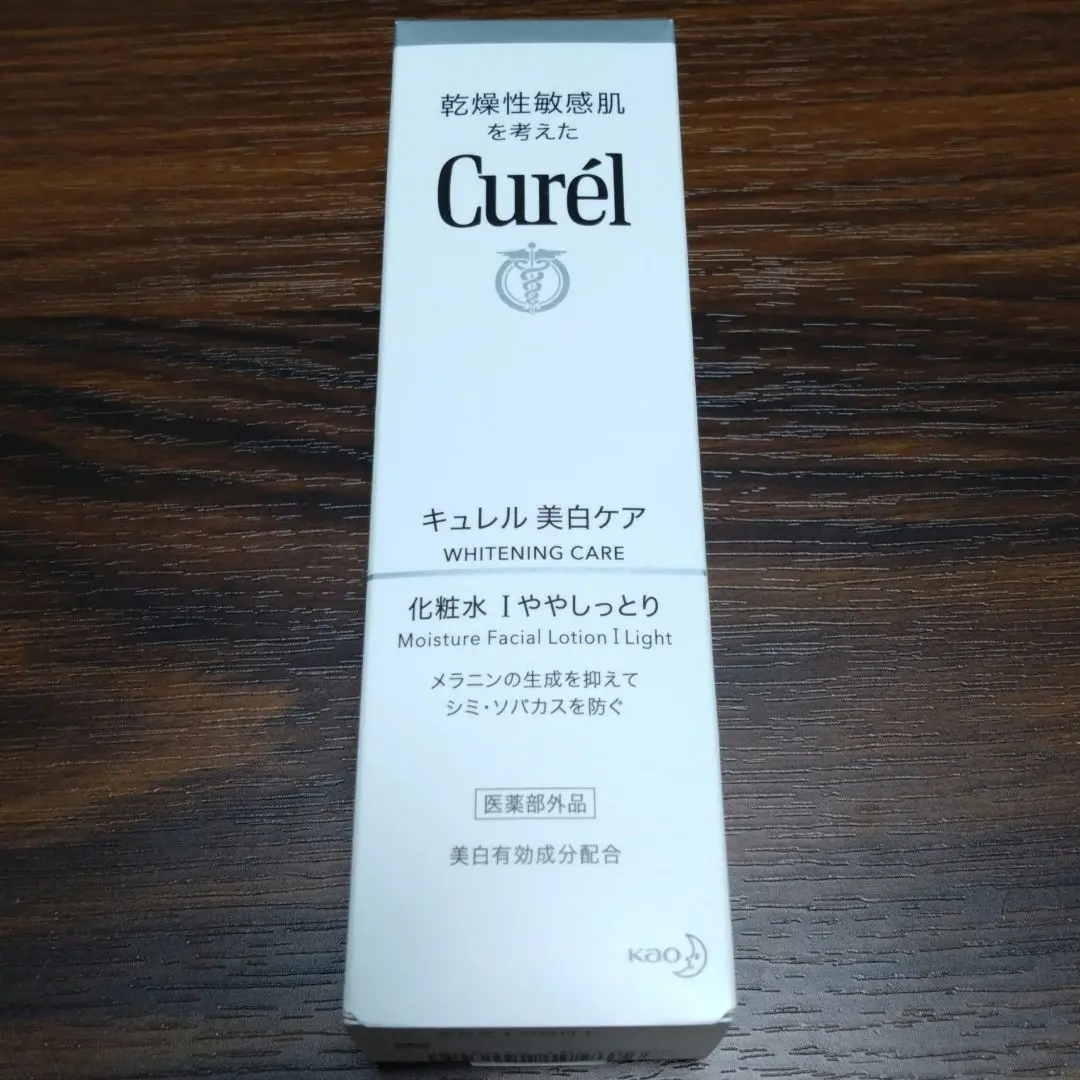 乾燥性敏感肌
を考えた
Curél
キュレル 美白ケア
WHITENING CARE
化粧水 Iややしっとり
Moisture Facial Lotion I Light
メラニンの生成を抑えて
シミ・ソバカスを防ぐ
医薬部外品
美白有効成分配合
Kao